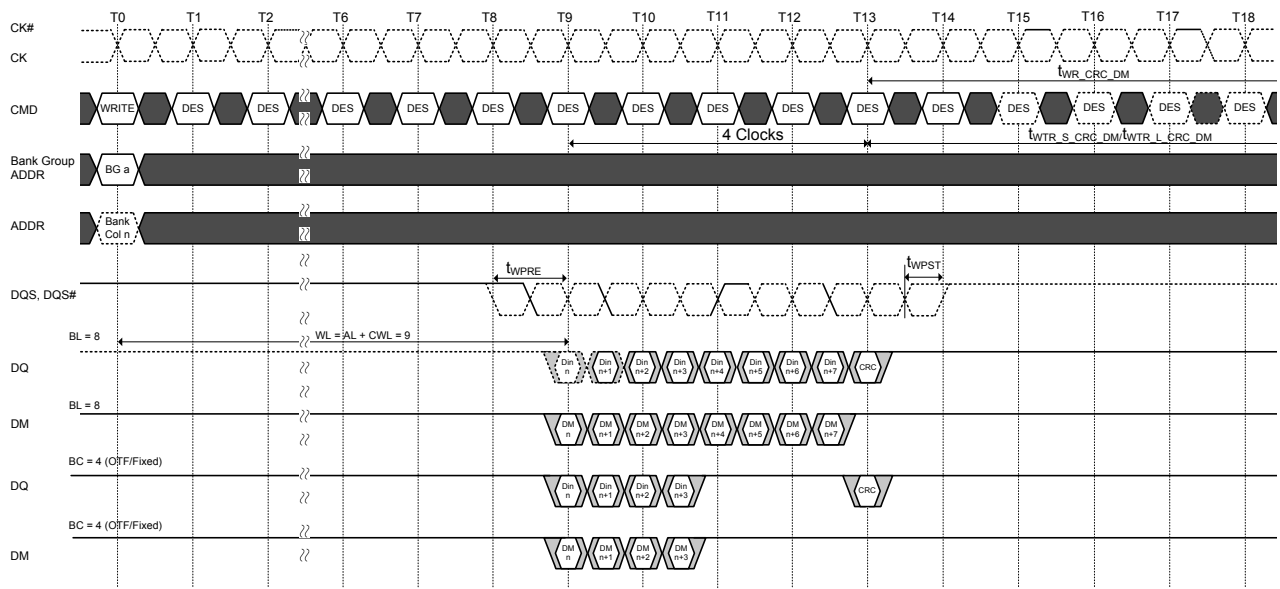 T0 T1 T2 T6 T7 T8 T9 T10 T11 T12 T13 T14 T15 T16 T17 T18
CK#
CK
tWR_CRC_DM
CMD WRITE DES DES DES DES DES DES DES DES DES DES DES DES DES DES DES
4 Clocks tWTR_S_CRC_DM/tWTR_L_CRC_DM
Bank Group
ADDR
BG a
ADDR
Bank
Col n
tWPRE tWPST
DQS, DQS#
BL = 8
WL = AL + CWL = 9
DQ
Din n Din n+1 Din n+2 Din n+3 Din n+4 Din n+5 Din n+6 Din n+7 CRC
BL = 8
DM
DM n DM n+1 DM n+2 DM n+3 DM n+4 DM n+5 DM n+6 DM n+7
BC = 4 (OTF/Fixed)
DQ
Din n Din n+1 Din n+2 Din n+3 CRC
BC = 4 (OTF/Fixed)
DM
DM n DM n+1 DM n+2 DM n+3